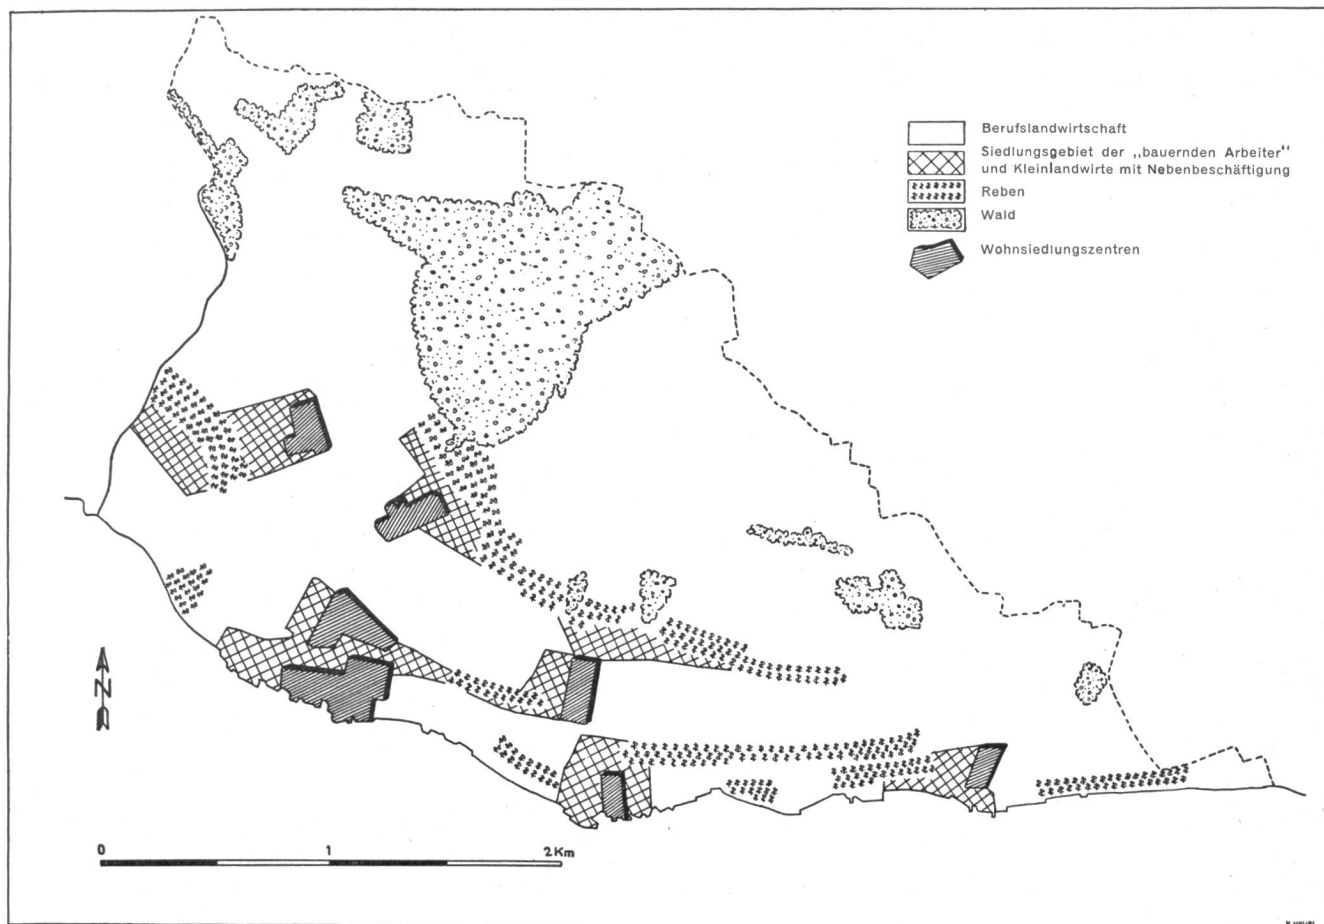 Berufslandwirtschaft
Siedlungsgebiet der „bauernden Arbeiter"
und Kleinlandwirte mit Nebenbeschäftigung
Reben
Wald
Wohnsiedlungszentren
N
0 1 2 Km